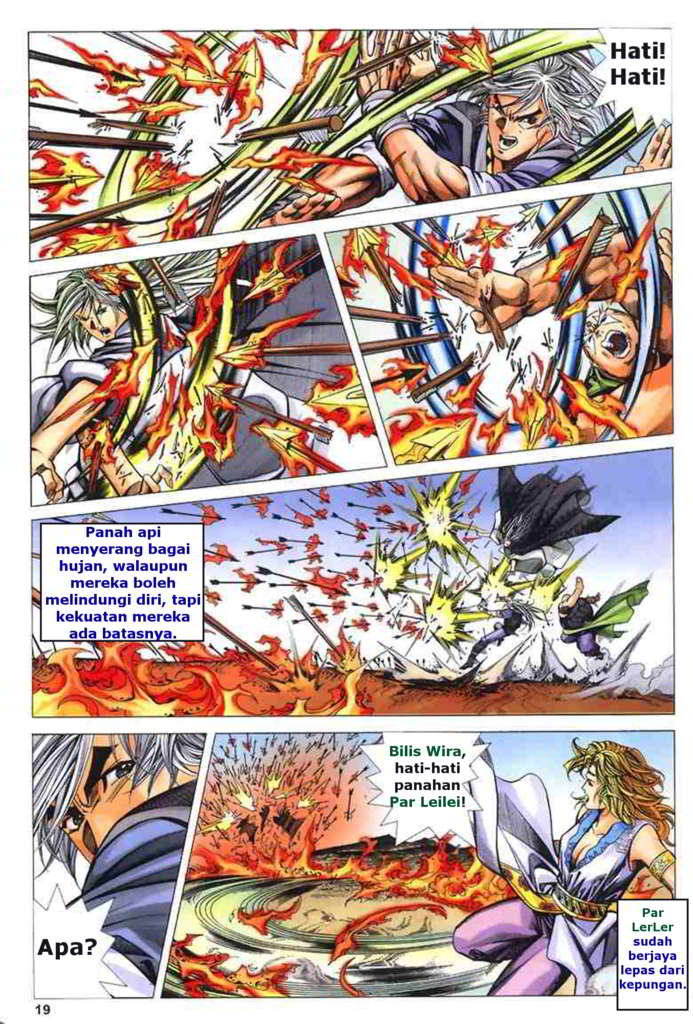 Hati!
Hati!
Panah api
menyerang bagai
hujan, walaupun
mereka boleh
melindungi diri, tapi
kekuatan mereka
ada batasnya.
Bilis Wira,
hati-hati
panahan
Par Leilei!
Apa?
Par
LerLer
sudah
berjaya
lepas dari
kepungan.
19